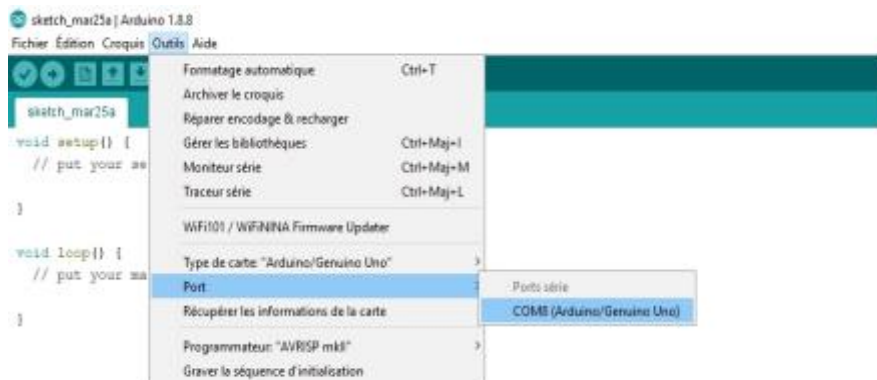 sketch_mar25a | Arduino 1.8.8
Fichier Édition Croquis Outils Aide
sketch_mar25a
void setup() {
// put your se
}
void loop() {
// put your ma
}
Formatage automatique Ctrl+T
Archiver le croquis
Réparer encodage & recharger
Gérer les bibliothèques Ctrl+Maj+I
Moniteur série Ctrl+Maj+M
Traceur série Ctrl+Maj+L
WiFi101 / WiFiNINA Firmware Updater
Type de carte: "Arduino/Genuino Uno"
Port
Récupérer les informations de la carte
Programmateur: "AVRISP mkII"
Graver la séquence d'initialisation
Ports série
COM8 (Arduino/Genuino Uno)